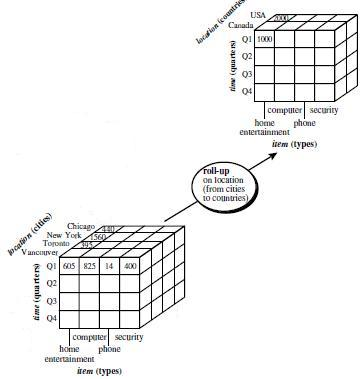 location (countries)
USA 2000
Canada
Q1 1000
Q2
Q3
Q4
time (quarters)
computer security
home phone
entertainment
item (types)
roll-up
on location
(from cities
to countries)
location (cities)
Chicago 440
New York 1560
Toronto 395
Vancouver
Q1 605 825 14 400
Q2
Q3
Q4
time (quarters)
computer security
home phone
entertainment
item (types)